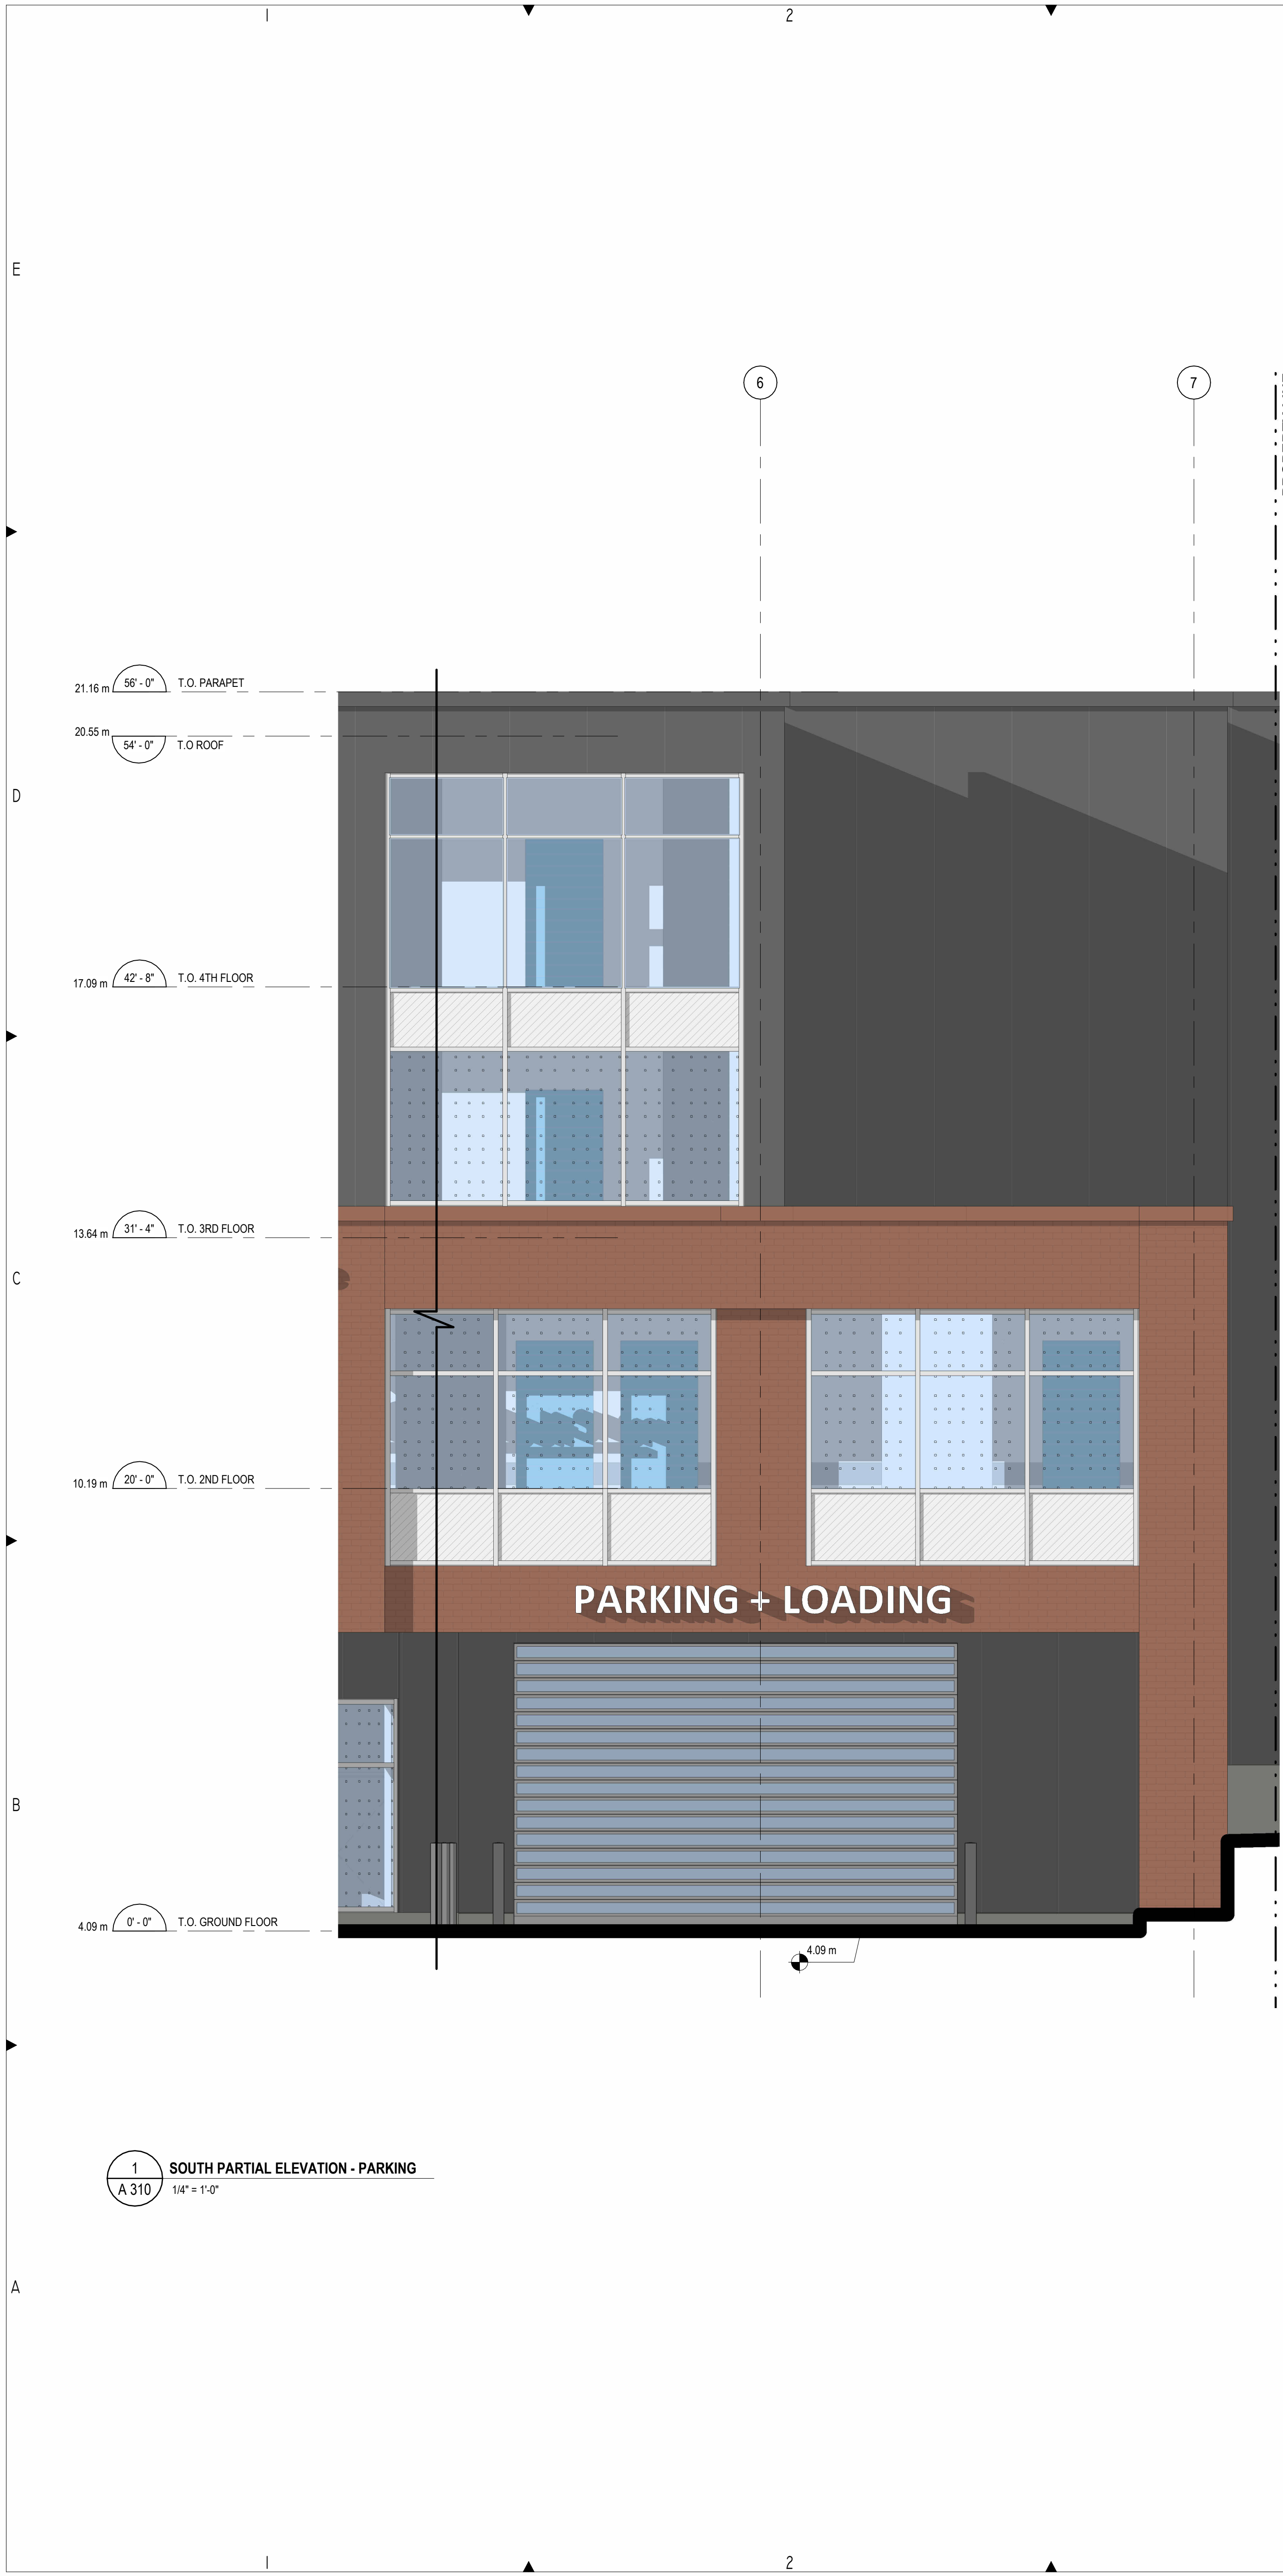 1 2
E
6 7
21.16 m 56' - 0" T.O. PARAPET
20.55 m 54' - 0" T.O ROOF
D
17.09 m 42' - 8" T.O. 4TH FLOOR
13.64 m 31' - 4" T.O. 3RD FLOOR
C
10.19 m 20' - 0" T.O. 2ND FLOOR
PARKING + LOADING
B
4.09 m 0' - 0" T.O. GROUND FLOOR
4.09 m
1 SOUTH PARTIAL ELEVATION - PARKING
A 310 1/4" = 1'-0"
A
1 2